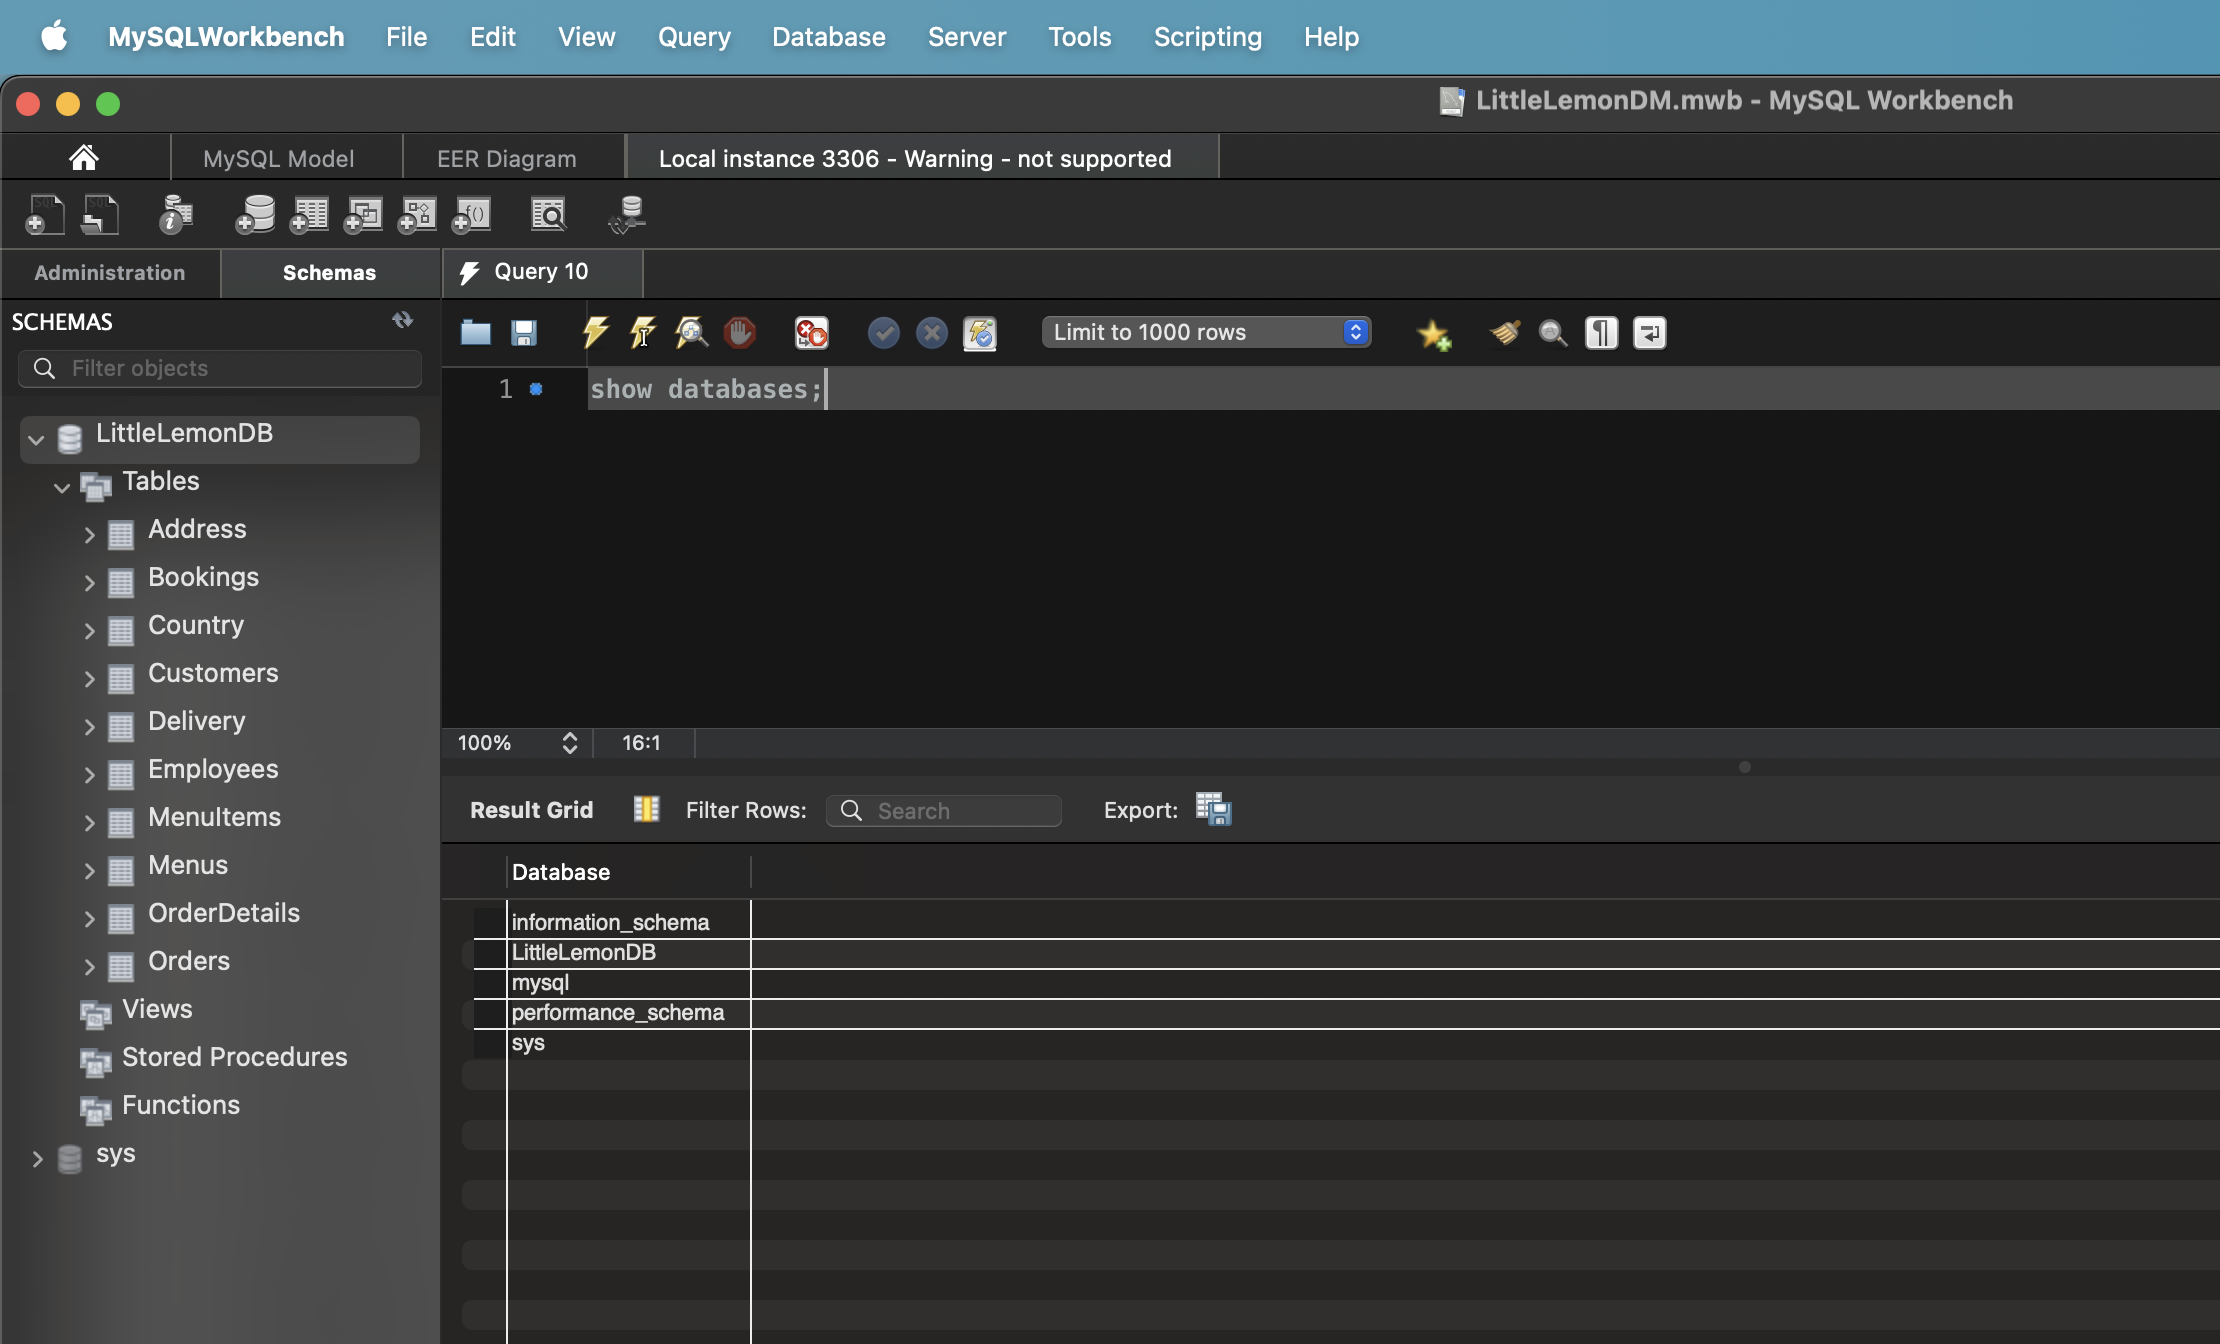 MySQLWorkbench File Edit View Query Database Server Tools Scripting Help
LittleLemonDM.mwb - MySQL Workbench
MySQL Model EER Diagram Local instance 3306 - Warning - not supported
Administration Schemas Query 10
SCHEMAS
Limit to 1000 rows
Filter objects
1 show databases;
LittleLemonDB
Tables
Address
Bookings
Country
Customers
Delivery
Employees
MenuItems
Menus
OrderDetails
Orders
Views
Stored Procedures
Functions
sys
100% 16:1
Result Grid Filter Rows: Search Export:
Database
information_schema
LittleLemonDB
mysql
performance_schema
sys